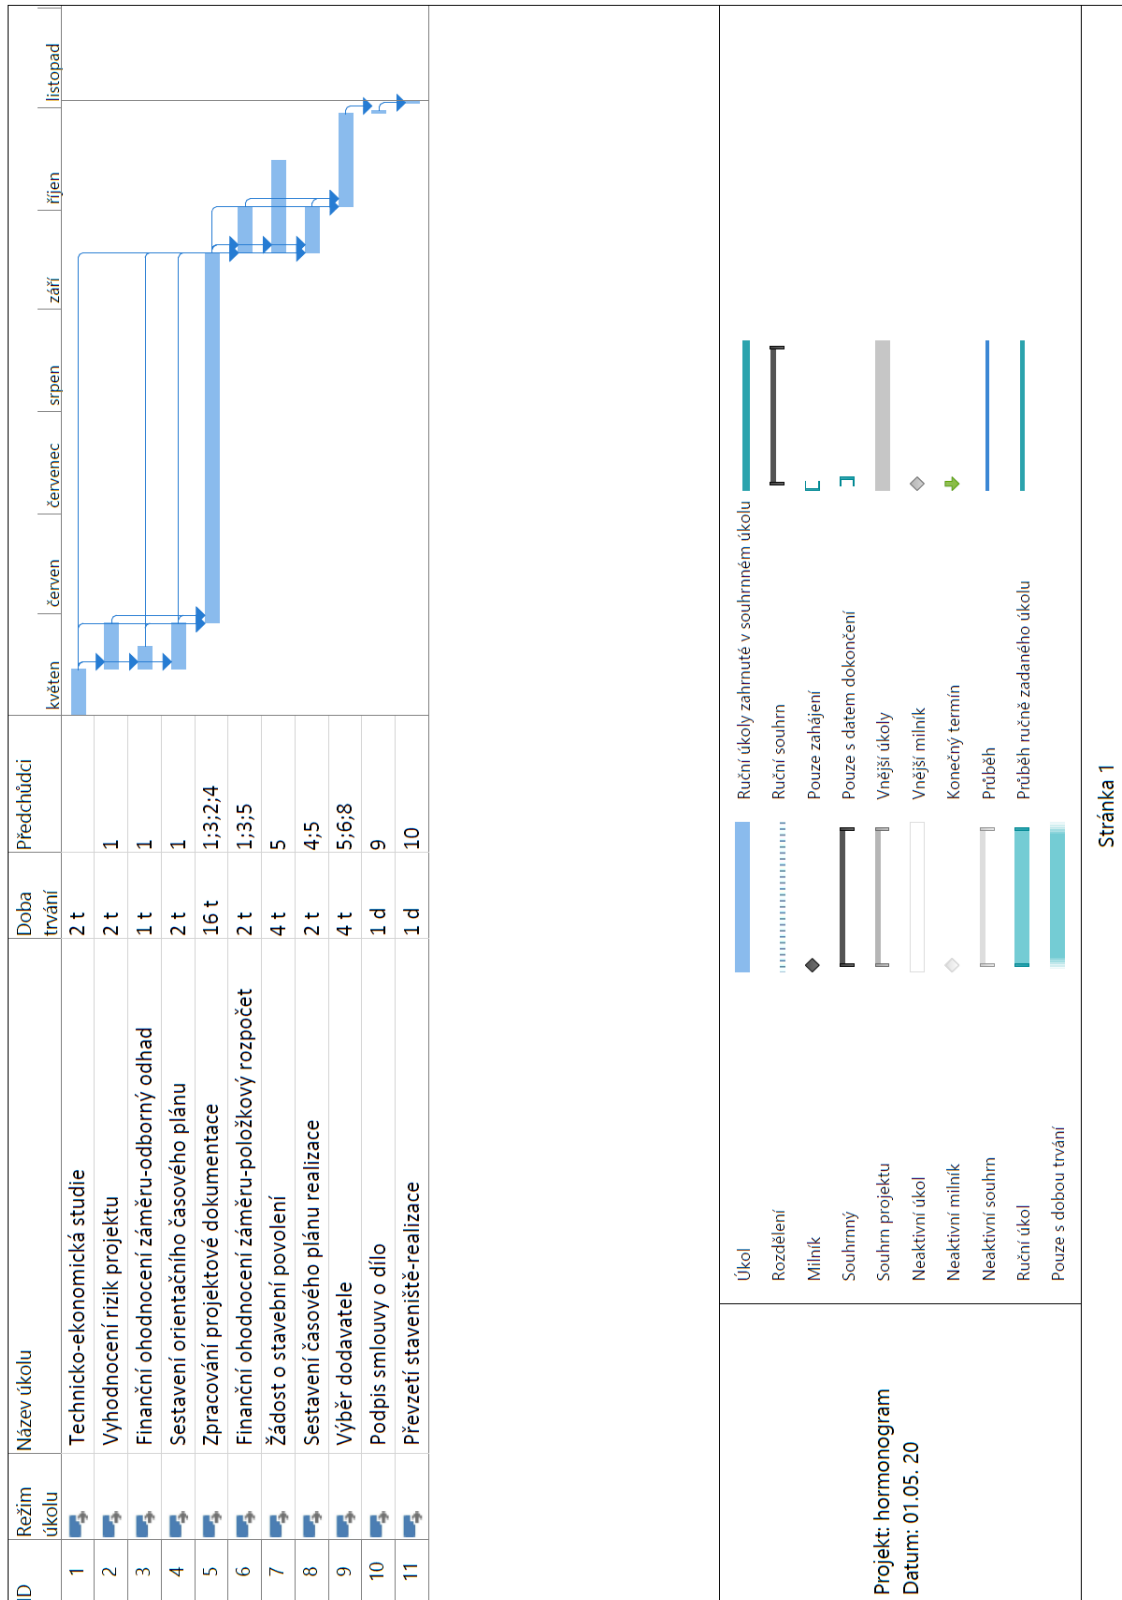 ID Režim úkolu Název úkolu Doba trvání Předchůdci květen červen červenec srpen září říjen listopad
1 Technicko-ekonomická studie 2 t
2 Vyhodnocení rizik projektu 2 t 1
3 Finanční ohodnocení záměru-odborný odhad 1 t 1
4 Sestavení orientačního časového plánu 2 t 1
5 Zpracování projektové dokumentace 16 t 1;3;2;4
6 Finanční ohodnocení záměru-položkový rozpočet 2 t 1;3;5
7 Žádost o stavební povolení 4 t 5
8 Sestavení časového plánu realizace 2 t 4;5
9 Výběr dodavatele 4 t 5;6;8
10 Podpis smlouvy o dílo 1 d 9
11 Převzetí staveniště-realizace 1 d 10
Projekt: hormonogram
Datum: 01.05. 20
Úkol
Rozdělení
Milník
Souhrnný
Souhrn projektu
Neaktivní úkol
Neaktivní milník
Neaktivní souhrn
Ruční úkol
Pouze s dobou trvání
Ruční úkoly zahrnuté v souhrnném úkolu
Ruční souhrn
Pouze zahájení
Pouze s datem dokončení
Vnější úkoly
Vnější milník
Konečný termín
Průběh
Průběh ručně zadaného úkolu
Stránka 1